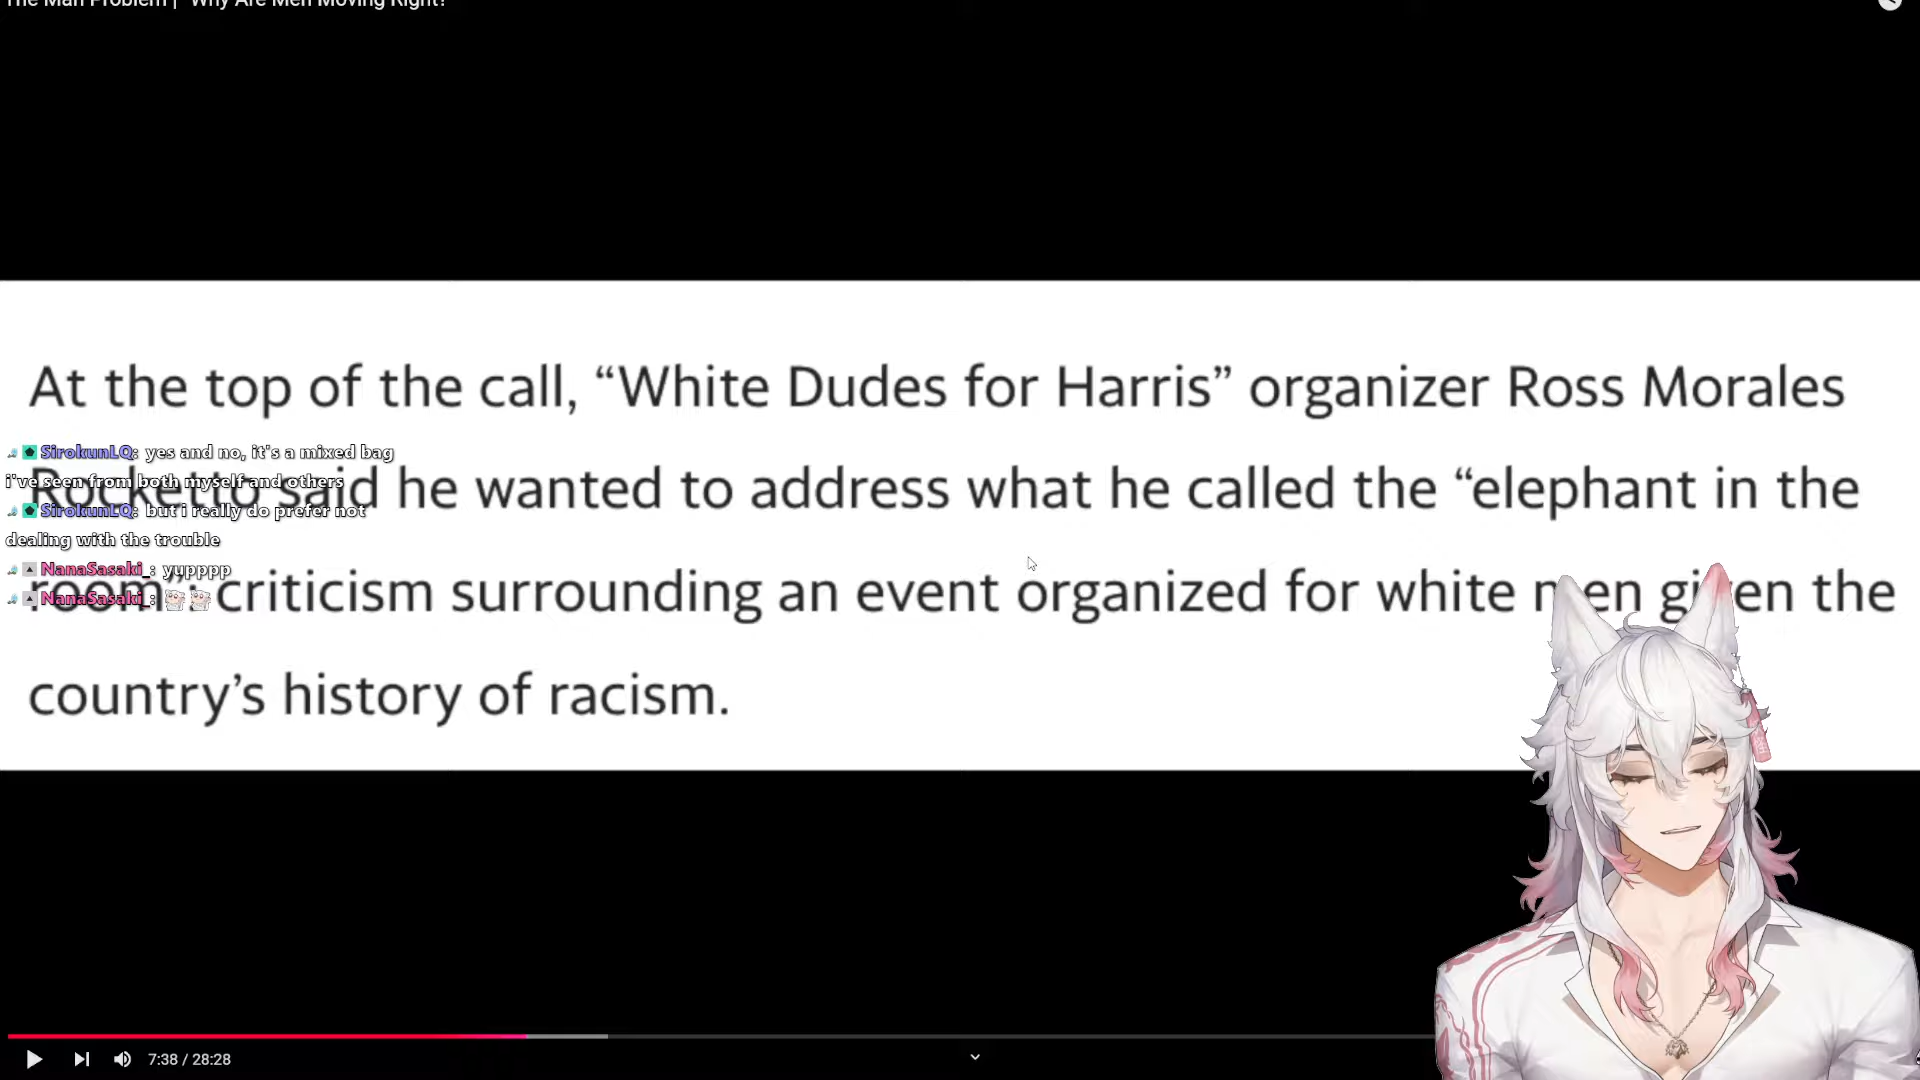 The Man Problem | "Why Are Men Moving Right?"
At the top of the call, “White Dudes for Harris” organizer Ross Morales
SirokunLQ: yes and no, it's a mixed bag
i've seen from both myself and others
Rocketto said he wanted to address what he called the “elephant in the
SirokunLQ: but i really do prefer not
dealing with the trouble
NanaSasaki_: yupppp
NanaSasaki_:
room”: criticism surrounding an event organized for white men given the
country’s history of racism.
7:38 / 28:28